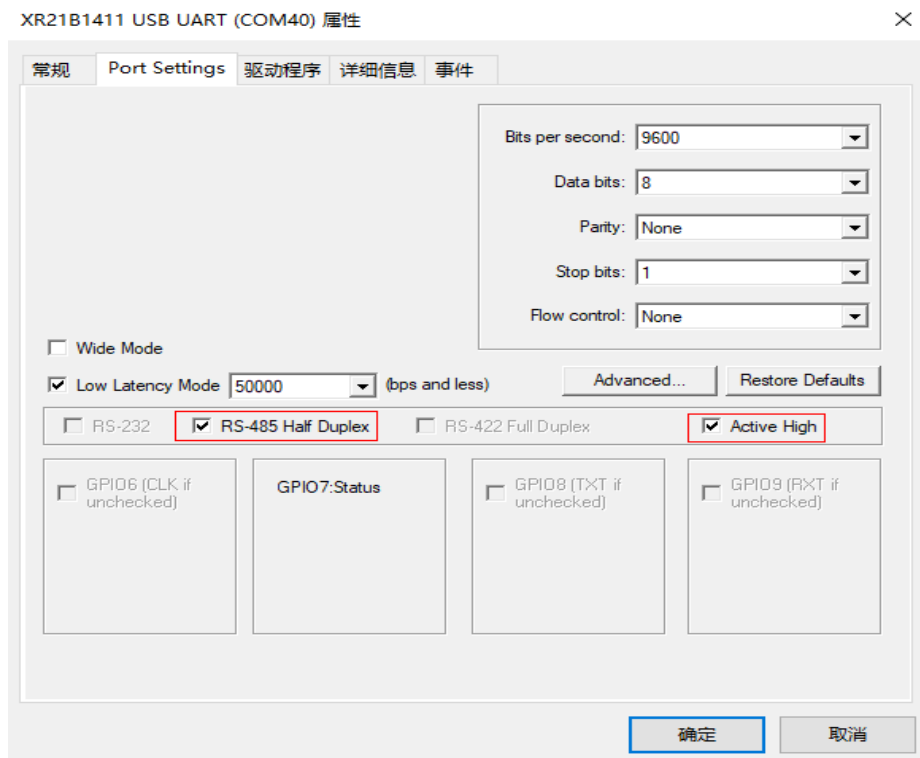 XR21B1411 USB UART (COM40) 属性
常规 Port Settings 驱动程序 详细信息 事件
Bits per second: 9600
Data bits: 8
Parity: None
Stop bits: 1
Flow control: None
Wide Mode
Low Latency Mode 50000 (bps and less) Advanced... Restore Defaults
RS-232 RS-485 Half Duplex RS-422 Full Duplex Active High
GPIO6 (CLK if
unchecked)
GPIO7:Status
GPIO8 (TXT if
unchecked)
GPIO9 (RXT if
unchecked)
确定 取消